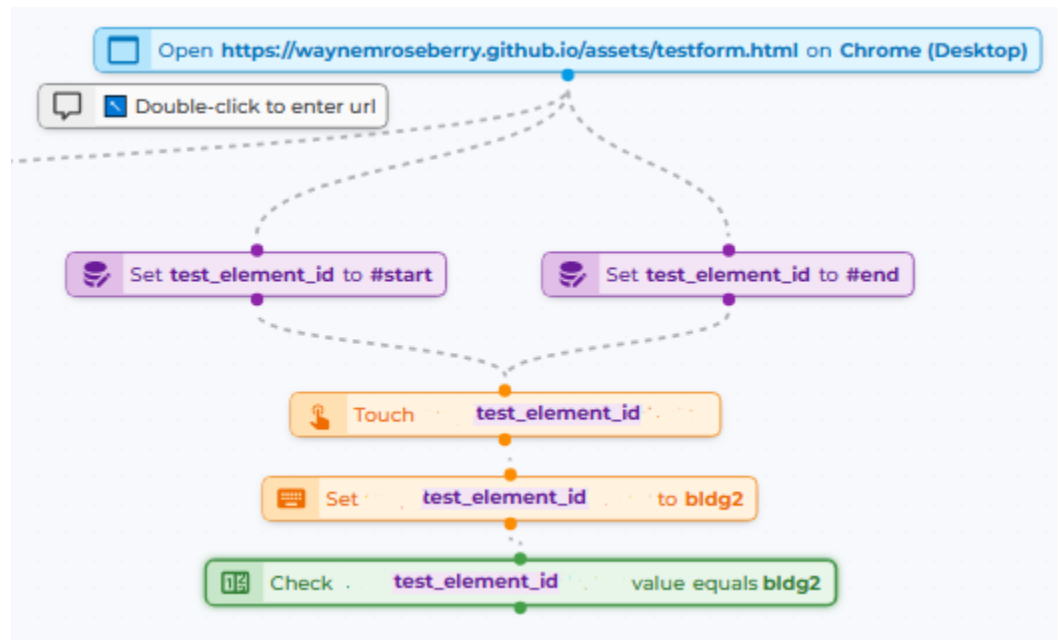 Open https://waynemroseberry.github.io/assets/testform.html on Chrome (Desktop)
Double-click to enter url
Set test_element_id to #start
Set test_element_id to #end
Touch test_element_id
Set test_element_id to bldg2
Check test_element_id value equals bldg2